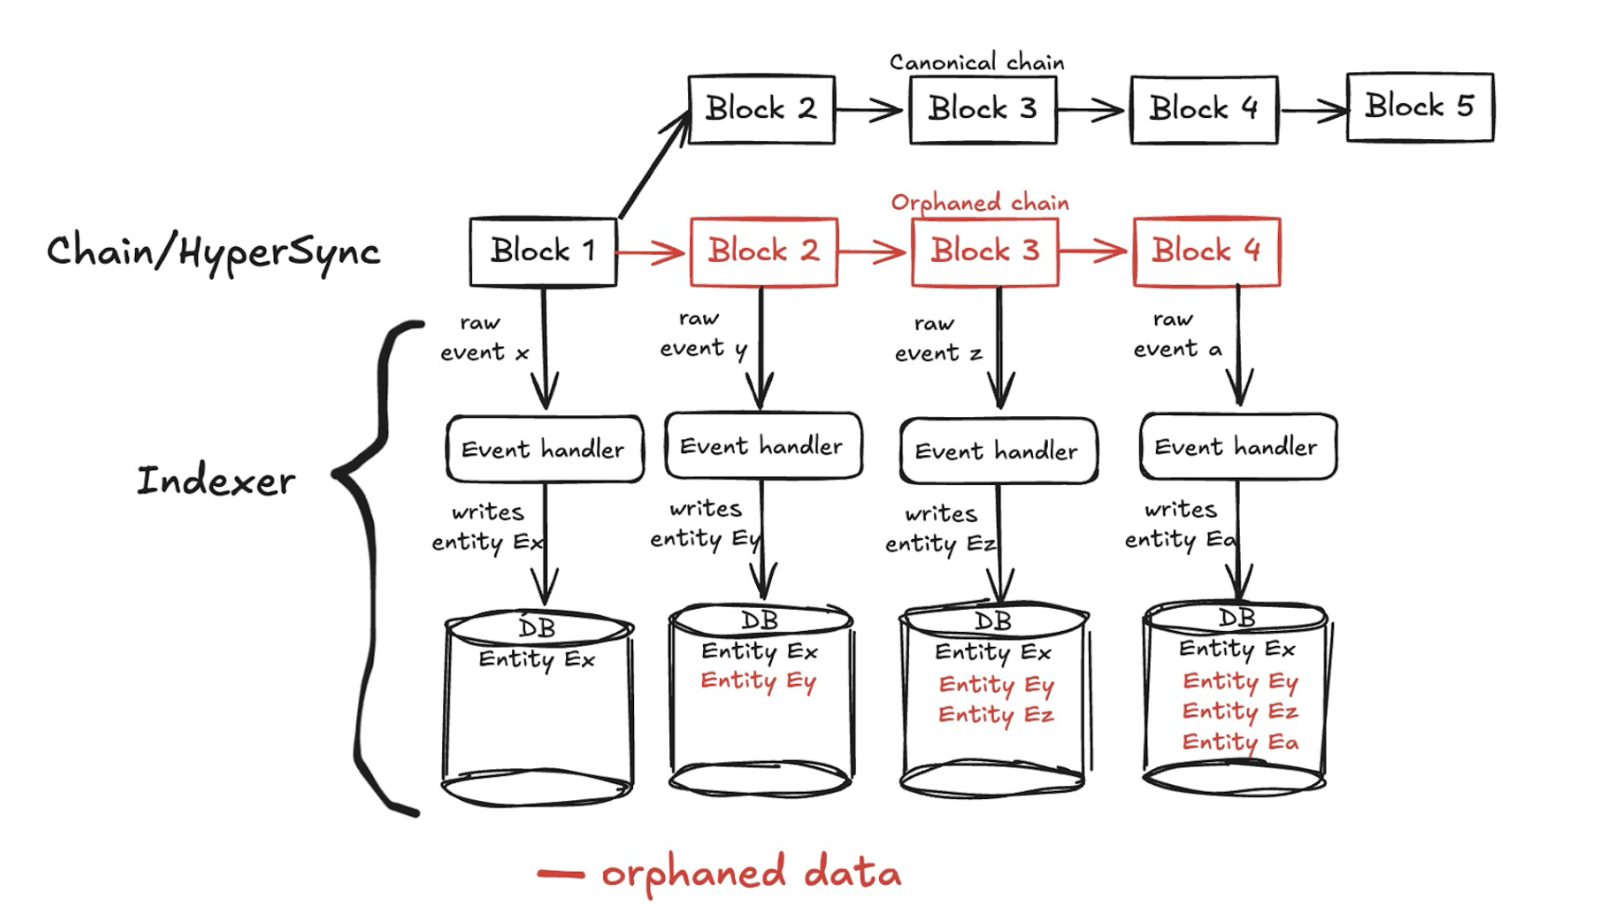 Canonical chain
Block 2
Block 3
Block 4
Block 5
Orphaned chain
Chain/HyperSync
Block 1
Block 2
Block 3
Block 4
raw
event x
raw
event y
raw
event z
raw
event a
Indexer
Event handler
Event handler
Event handler
Event handler
writes
entity Ex
writes
entity Ey
writes
entity Ez
writes
entity Ea
DB
Entity Ex
DB
Entity Ex
Entity Ey
DB
Entity Ex
Entity Ey
Entity Ez
DB
Entity Ex
Entity Ey
Entity Ez
Entity Ea
orphaned data